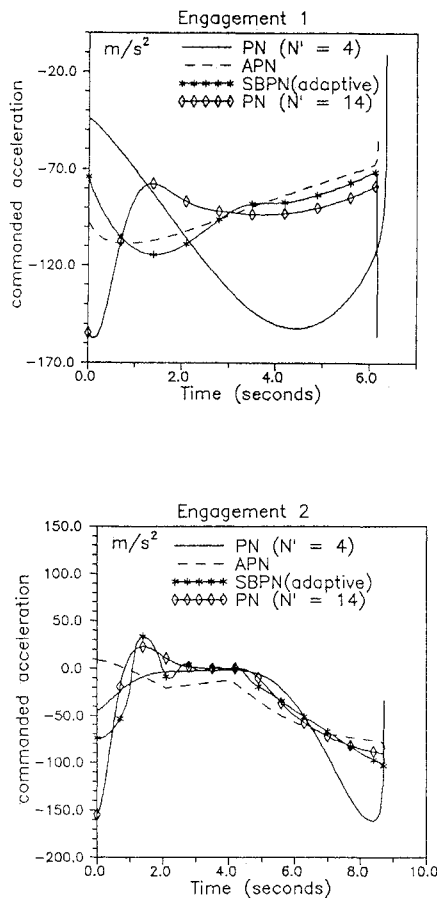 Engagement 1
m/s²
PN (N' = 4)
APN
SBPN(adaptive)
PN (N' = 14)
commanded acceleration
-20.0
-70.0
-120.0
-170.0
0.0 2.0 4.0 6.0
Time (seconds)
Engagement 2
m/s²
PN (N' = 4)
APN
SBPN(adaptive)
PN (N' = 14)
commanded acceleration
150.0
100.0
50.0
0.0
-50.0
-100.0
-150.0
-200.0
0.0 2.0 4.0 6.0 8.0 10.0
Time (seconds)